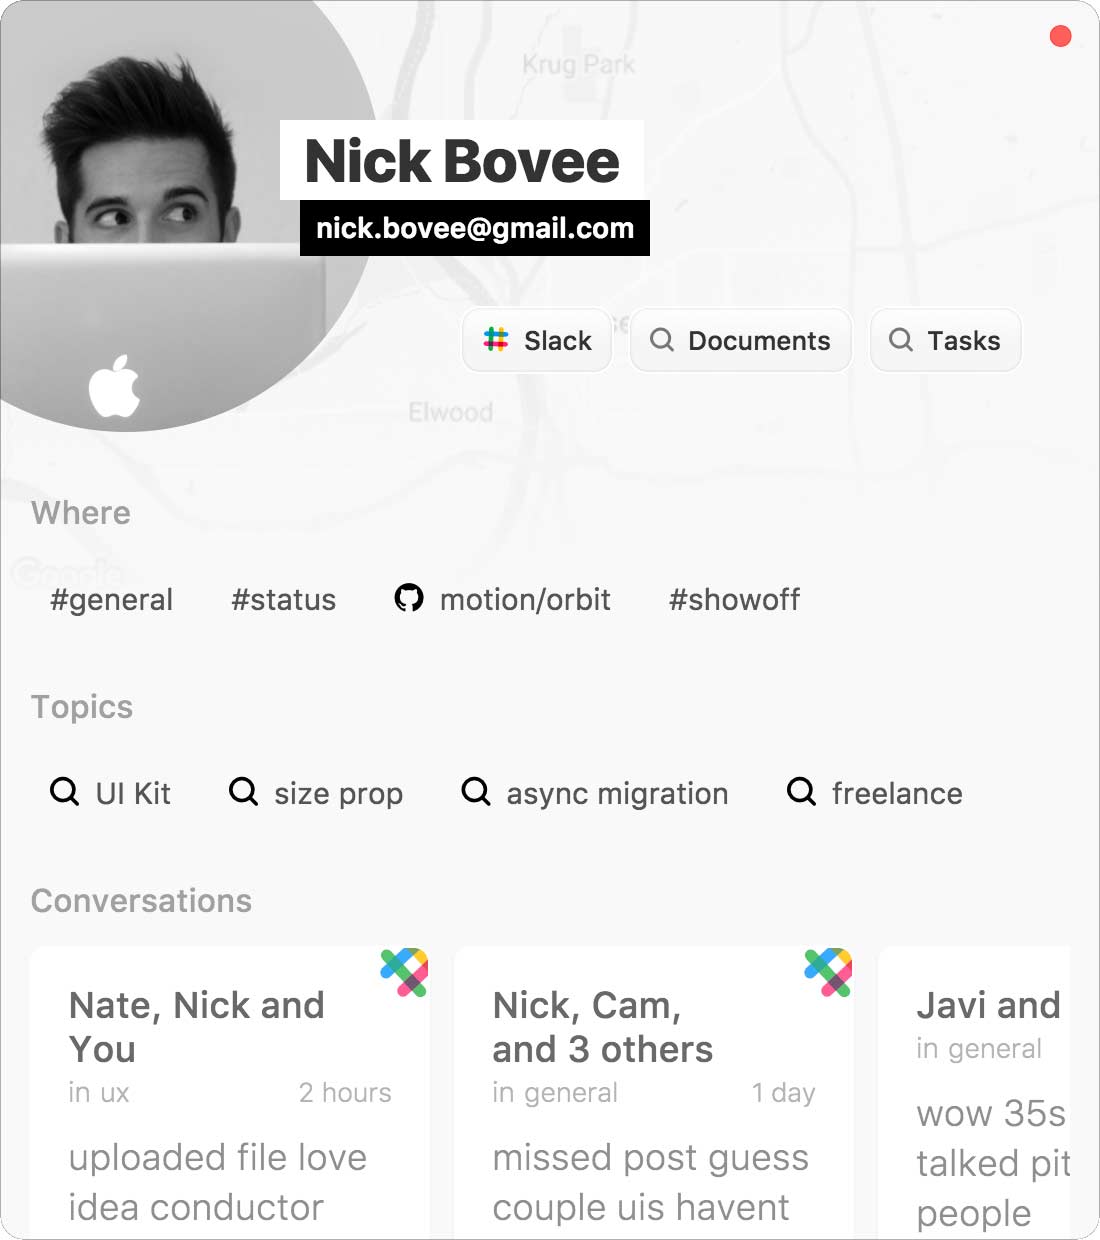 Krug Park
Nick Bovee
nick.bovee@gmail.com
Slack
Documents
Tasks
Elwood
Where
Google
#general
#status
motion/orbit
#showoff
Topics
UI Kit
size prop
async migration
freelance
Conversations
Nate, Nick and
You
in ux
2 hours
uploaded file love
idea conductor
Nick, Cam,
and 3 others
in general
1 day
missed post guess
couple uis havent
Javi and
in general
wow 35s
talked pit
people